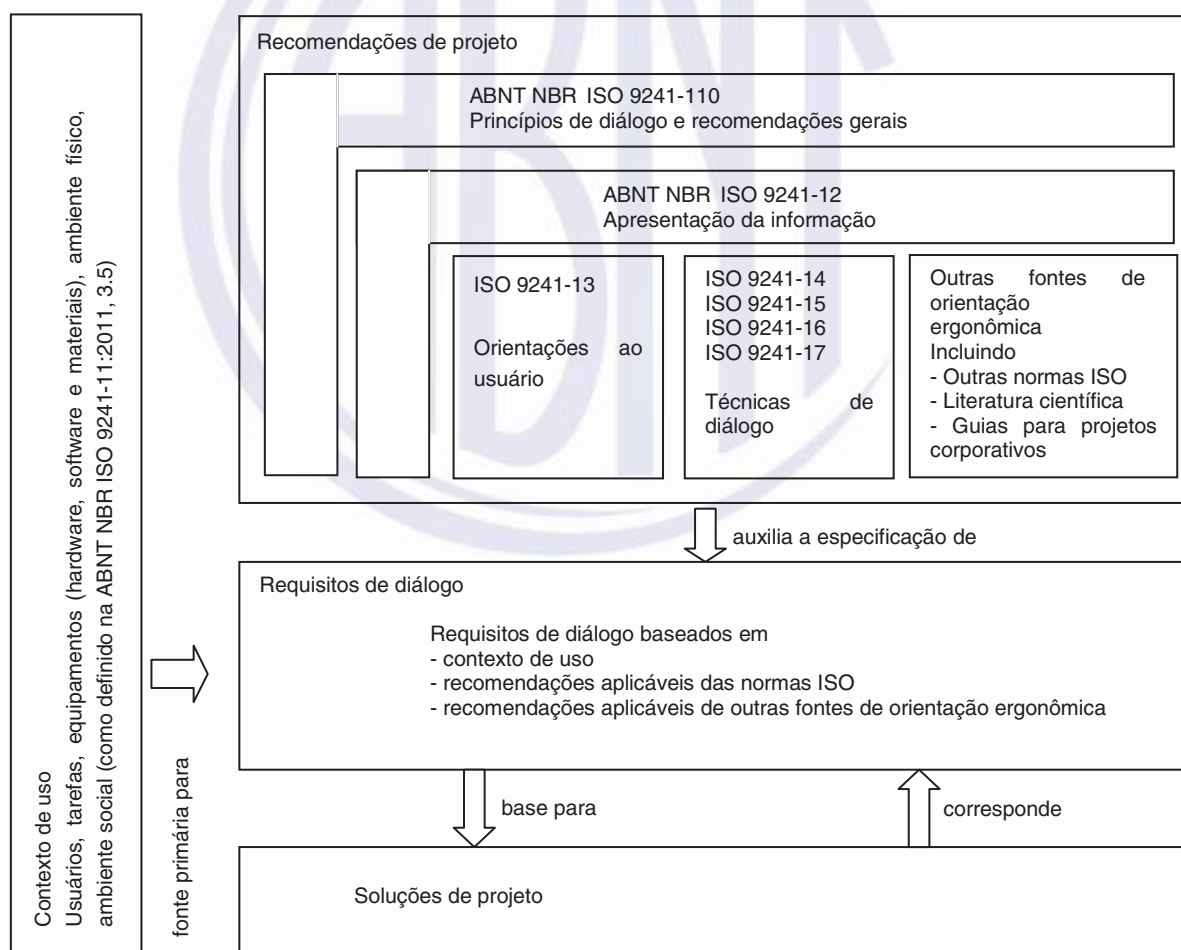 Contexto de uso
Usuários, tarefas, equipamentos (hardware, software e materiais), ambiente físico,
ambiente social (como definido na ABNT NBR ISO 9241-11:2011, 3.5)
fonte primária para
Recomendações de projeto
ABNT NBR ISO 9241-110
Princípios de diálogo e recomendações gerais
ABNT NBR ISO 9241-12
Apresentação da informação
ISO 9241-13
Orientações ao
usuário
ISO 9241-14
ISO 9241-15
ISO 9241-16
ISO 9241-17
Técnicas de
diálogo
Outras fontes de
orientação
ergonômica
Incluindo
- Outras normas ISO
- Literatura científica
- Guias para projetos
corporativos
auxilia a especificação de
Requisitos de diálogo
Requisitos de diálogo baseados em
- contexto de uso
- recomendações aplicáveis das normas ISO
- recomendações aplicáveis de outras fontes de orientação ergonômica
base para
corresponde
Soluções de projeto
ABNT